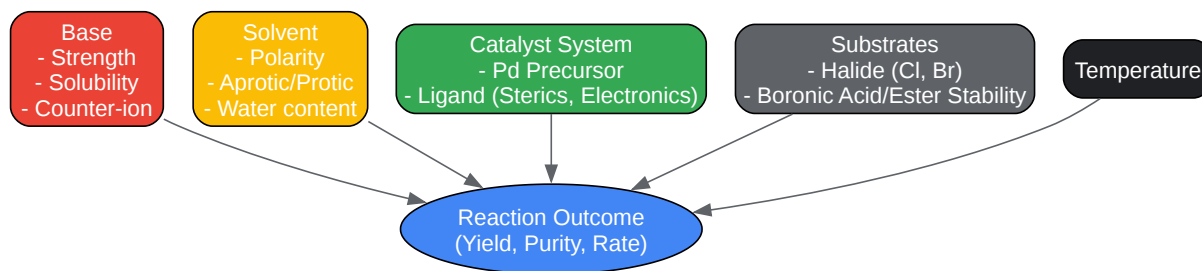 Base
- Strength
- Solubility
- Counter-ion
Solvent
- Polarity
- Aprotic/Protic
- Water content
Catalyst System
- Pd Precursor
- Ligand (Sterics, Electronics)
Substrates
- Halide (Cl, Br)
- Boronic Acid/Ester Stability
Temperature
Reaction Outcome
(Yield, Purity, Rate)